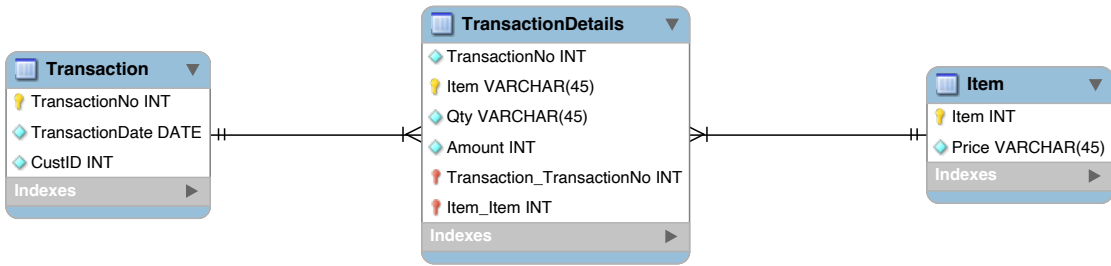 Transaction
TransactionNo INT
TransactionDate DATE
CustID INT
Indexes
TransactionDetails
TransactionNo INT
Item VARCHAR(45)
Qty VARCHAR(45)
Amount INT
Transaction_TransactionNo INT
Item_Item INT
Indexes
Item
Item INT
Price VARCHAR(45)
Indexes